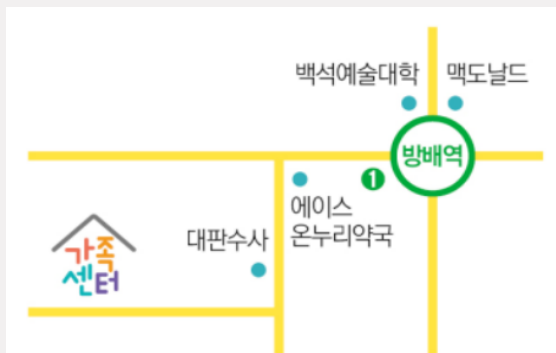 백석예술대학
맥도날드
방배역
1
에이스
온누리약국
대판수사
가족
센터